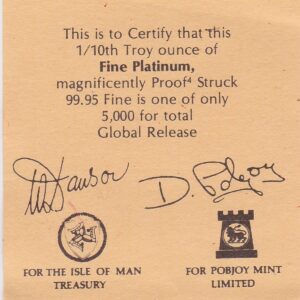 This is to Certify that this
1/10th Troy ounce of
Fine Platinum,
magnificently Proof⁴ Struck
99.95 Fine is one of only
5,000 for total
Global Release
D. Pobjoy
FOR THE ISLE OF MAN
TREASURY
FOR POBJOY MINT
LIMITED